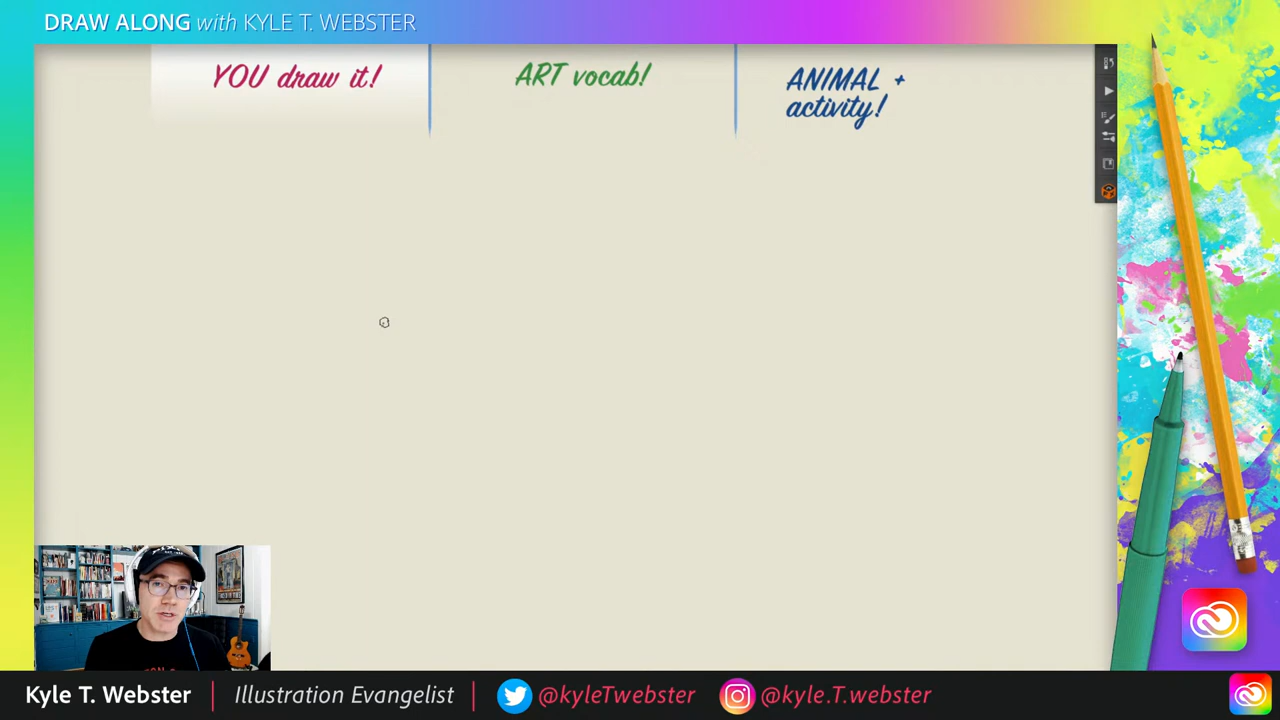 DRAW ALONG with KYLE T. WEBSTER
YOU draw it!
ART vocab!
ANIMAL +
activity!
Kyle T. Webster | Illustration Evangelist | @kyleTwebster @kyle.T.webster